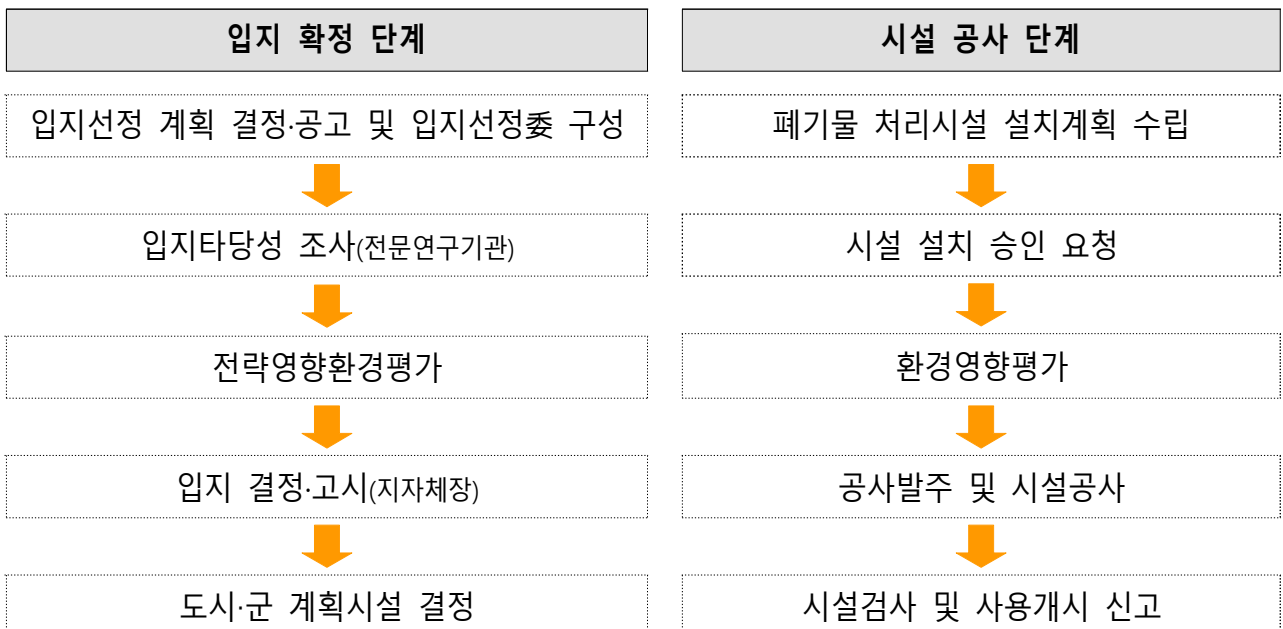 입지 확정 단계
입지선정 계획 결정·공고 및 입지선정委 구성
입지타당성 조사(전문연구기관)
전략영향환경평가
입지 결정·고시(지자체장)
도시·군 계획시설 결정
시설 공사 단계
폐기물 처리시설 설치계획 수립
시설 설치 승인 요청
환경영향평가
공사발주 및 시설공사
시설검사 및 사용개시 신고